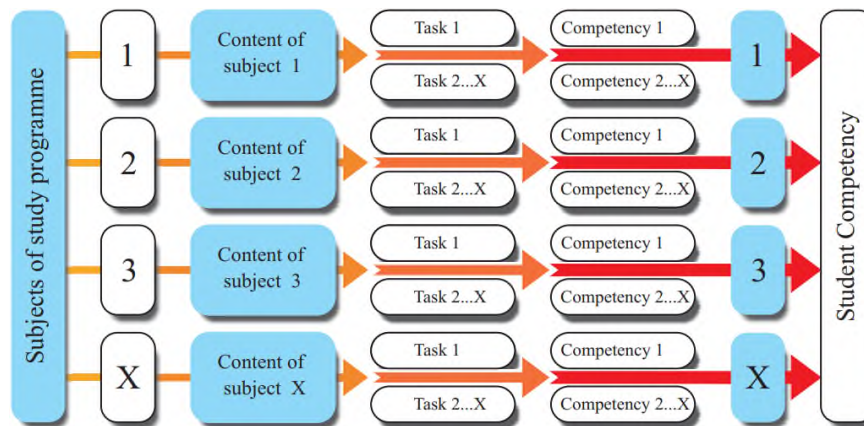 Subjects of study programme
1
Content of
subject 1
Task 1
Task 2...X
Competency 1
Competency 2...X
1
2
Content of
subject 2
Task 1
Task 2...X
Competency 1
Competency 2...X
2
3
Content of
subject 3
Task 1
Task 2...X
Competency 1
Competency 2...X
3
X
Content of
subject X
Task 1
Task 2...X
Competency 1
Competency 2...X
X
Student Competency